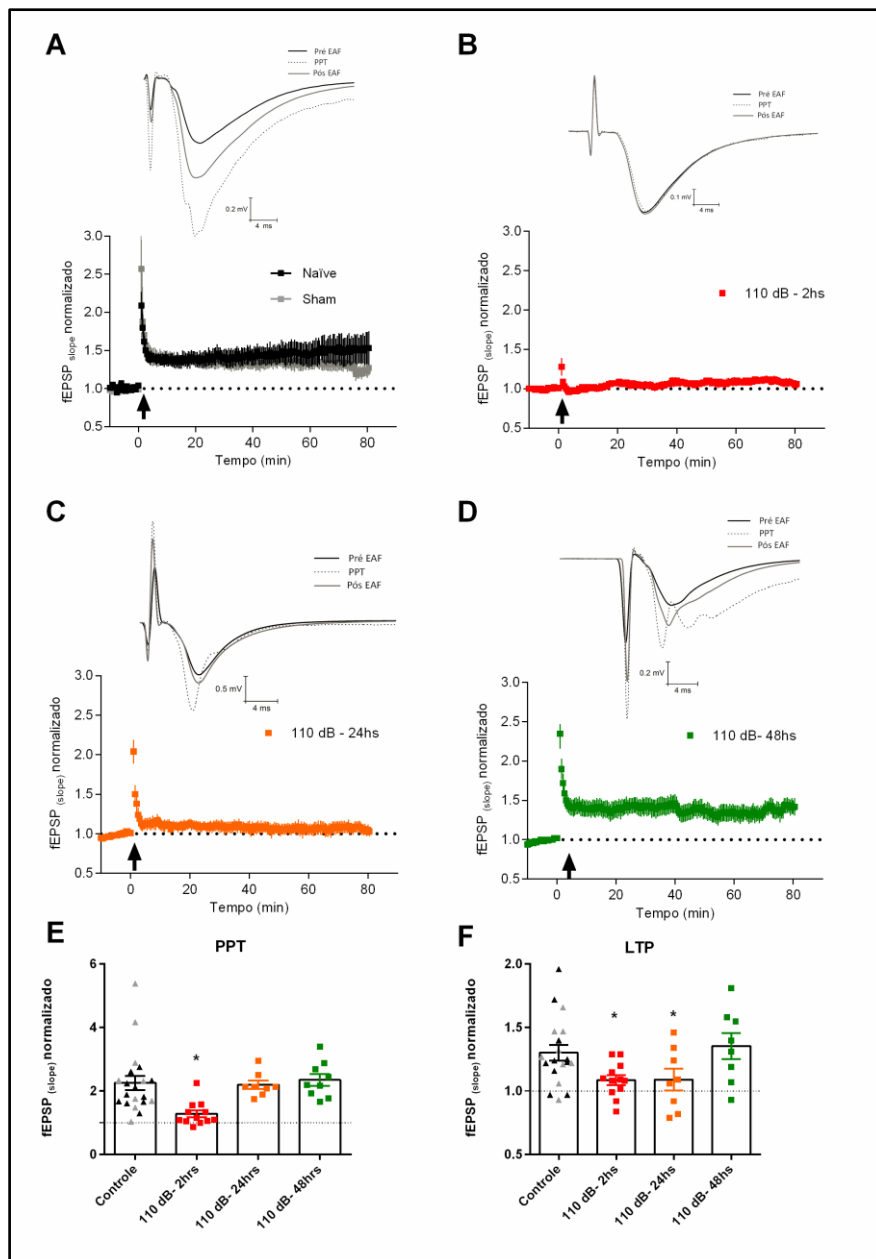 A
Pré EAF
PPT
Pós EAF
0.2 mV
4 ms
fEPSP slope normalizado
3.0
2.5
2.0
1.5
1.0
0.5
Naïve
Sham
0 20 40 60 80
Tempo (min)
B
Pré EAF
PPT
Pós EAF
0.1 mV
4 ms
fEPSP (slope) normalizado
3.0
2.5
2.0
1.5
1.0
0.5
110 dB - 2hs
0 20 40 60 80
Tempo (min)
C
Pré EAF
PPT
Pós EAF
0.5 mV
4 ms
fEPSP (slope) normalizado
3.0
2.5
2.0
1.5
1.0
0.5
110 dB - 24hs
0 20 40 60 80
Tempo (min)
D
Pré EAF
PPT
Pós EAF
0.2 mV
4 ms
fEPSP (slope) normalizado
3.0
2.5
2.0
1.5
1.0
0.5
110 dB- 48hs
0 20 40 60 80
Tempo (min)
E
PPT
fEPSP (slope) normalizado
6
4
2
0
*
Controle
110 dB- 2hrs
110 dB- 24hrs
110 dB- 48hrs
F
LTP
fEPSP (slope) normalizado
2.0
1.5
1.0
0.5
* *
Controle
110 dB- 2hs
110 dB- 24hs
110 dB- 48hs